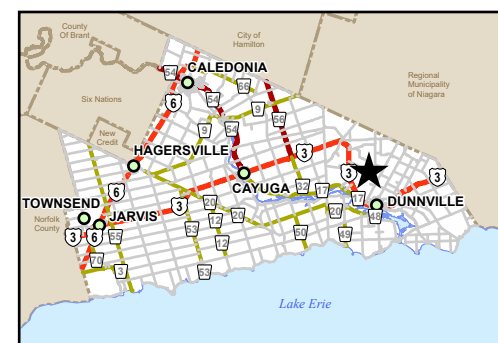 County
Of Brant
City of
Hamilton
54
CALEDONIA
6
54
66
Regional
Municipality
of Niagara
Six Nations
9
56
New
Credit
9
54
HAGERSVILLE
3
3
3
6
CAYUGA
32
17
17
TOWNSEND
3
20
DUNNVILLE
Norfolk
County
JARVIS
12
20
20
48
3
6
55
53
12
50
49
70
3
53
Lake Erie